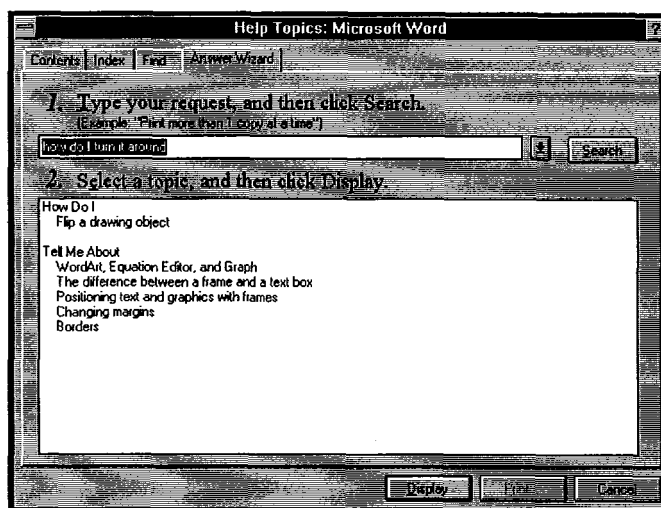 Help Topics: Microsoft Word
?
Contents Index Find Answer Wizard
1. Type your request, and then click Search.
(Example: "Print more than 1 copy at a time")
how do I turn it around
Search
2. Select a topic, and then click Display.
How Do I
Flip a drawing object
Tell Me About
WordArt, Equation Editor, and Graph
The difference between a frame and a text box
Positioning text and graphics with frames
Changing margins
Borders
Display Print... Cancel